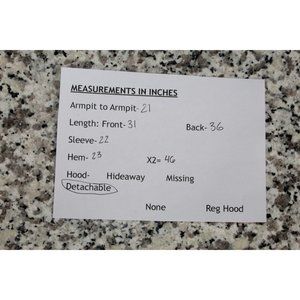 MEASUREMENTS IN INCHES
Armpit to Armpit- 21
Length: Front- 31 Back- 36
Sleeve- 22
Hem- 23 X2= 46
Hood- Hideaway Missing
Detachable
None Reg Hood